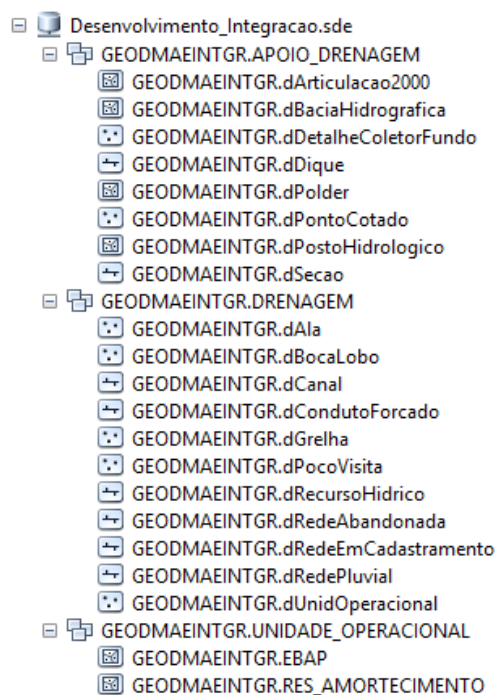 Desenvolvimento_Integracao.sde
GEODMAEINTGR.APOIO_DRENAGEM
GEODMAEINTGR.dArticulacao2000
GEODMAEINTGR.dBaciaHidrografica
GEODMAEINTGR.dDetalheColetorFundo
GEODMAEINTGR.dDique
GEODMAEINTGR.dPolder
GEODMAEINTGR.dPontoCotado
GEODMAEINTGR.dPostoHidrologico
GEODMAEINTGR.dSecao
GEODMAEINTGR.DRENAGEM
GEODMAEINTGR.dAla
GEODMAEINTGR.dBocaLobo
GEODMAEINTGR.dCanal
GEODMAEINTGR.dCondutoForcado
GEODMAEINTGR.dGrelha
GEODMAEINTGR.dPocoVisita
GEODMAEINTGR.dRecursoHidrico
GEODMAEINTGR.dRedeAbandonada
GEODMAEINTGR.dRedeEmCadastramento
GEODMAEINTGR.dRedePluvial
GEODMAEINTGR.dUnidOperacional
GEODMAEINTGR.UNIDADE_OPERACIONAL
GEODMAEINTGR.EBAP
GEODMAEINTGR.RES_AMORTECIMENTO